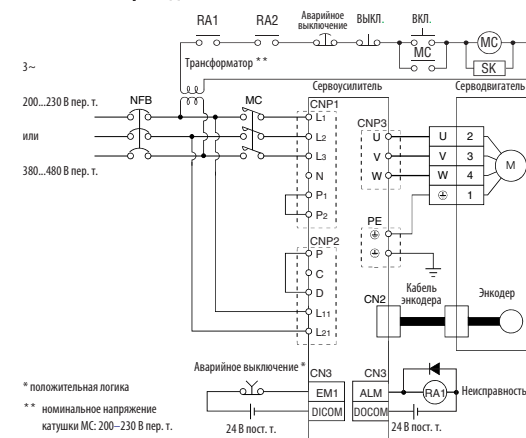 RA1 RA2 Аварийное выключение ВЫКЛ. ВКЛ.
MC
MC
SK
3~
Трансформатор **
Сервоусилитель Серводвигатель
200...230 В пер. т.
NFB MC
CNP1
CNP3
L1 U U 2
или
L2 V V 3 M
L3 W W 4
380...480 В пер. т.
N 1
P1
P2
PE
CNP2
P
C
D
Кабель энкодера
Энкодер
CN2
L11
L21
Аварийное выключение *
CN3 CN3
* положительная логика
EM1 ALM RA1 Неисправность
DICOM DOCOM
** номинальное напряжение
катушки MC: 200–230 В пер. т.
24 В пост. т. 24 В пост. т.